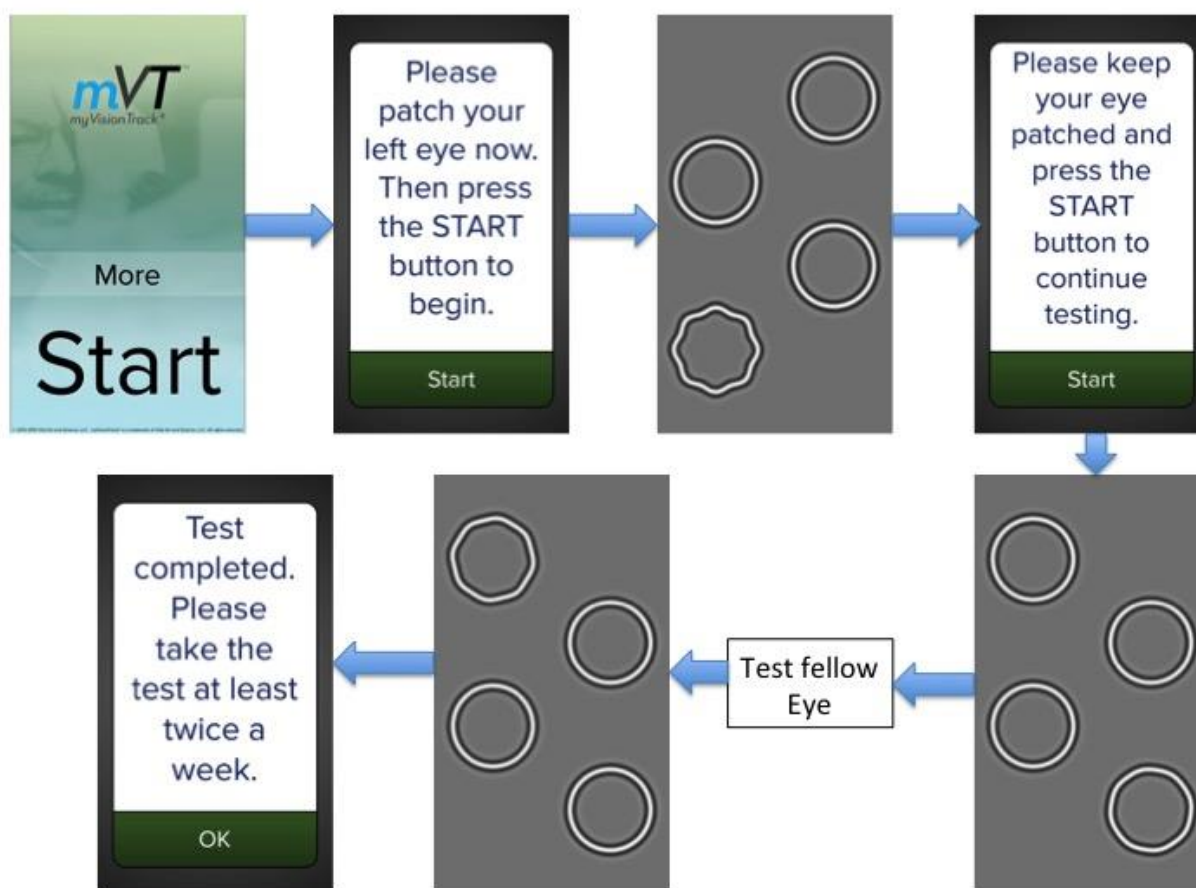 mVT™
myVisionTrack®
More
Start
Please
patch your
left eye now.
Then press
the START
button to
begin.
Start
Please keep
your eye
patched and
press the
START
button to
continue
testing.
Start
Test fellow
Eye
Test
completed.
Please
take the
test at least
twice a
week.
OK